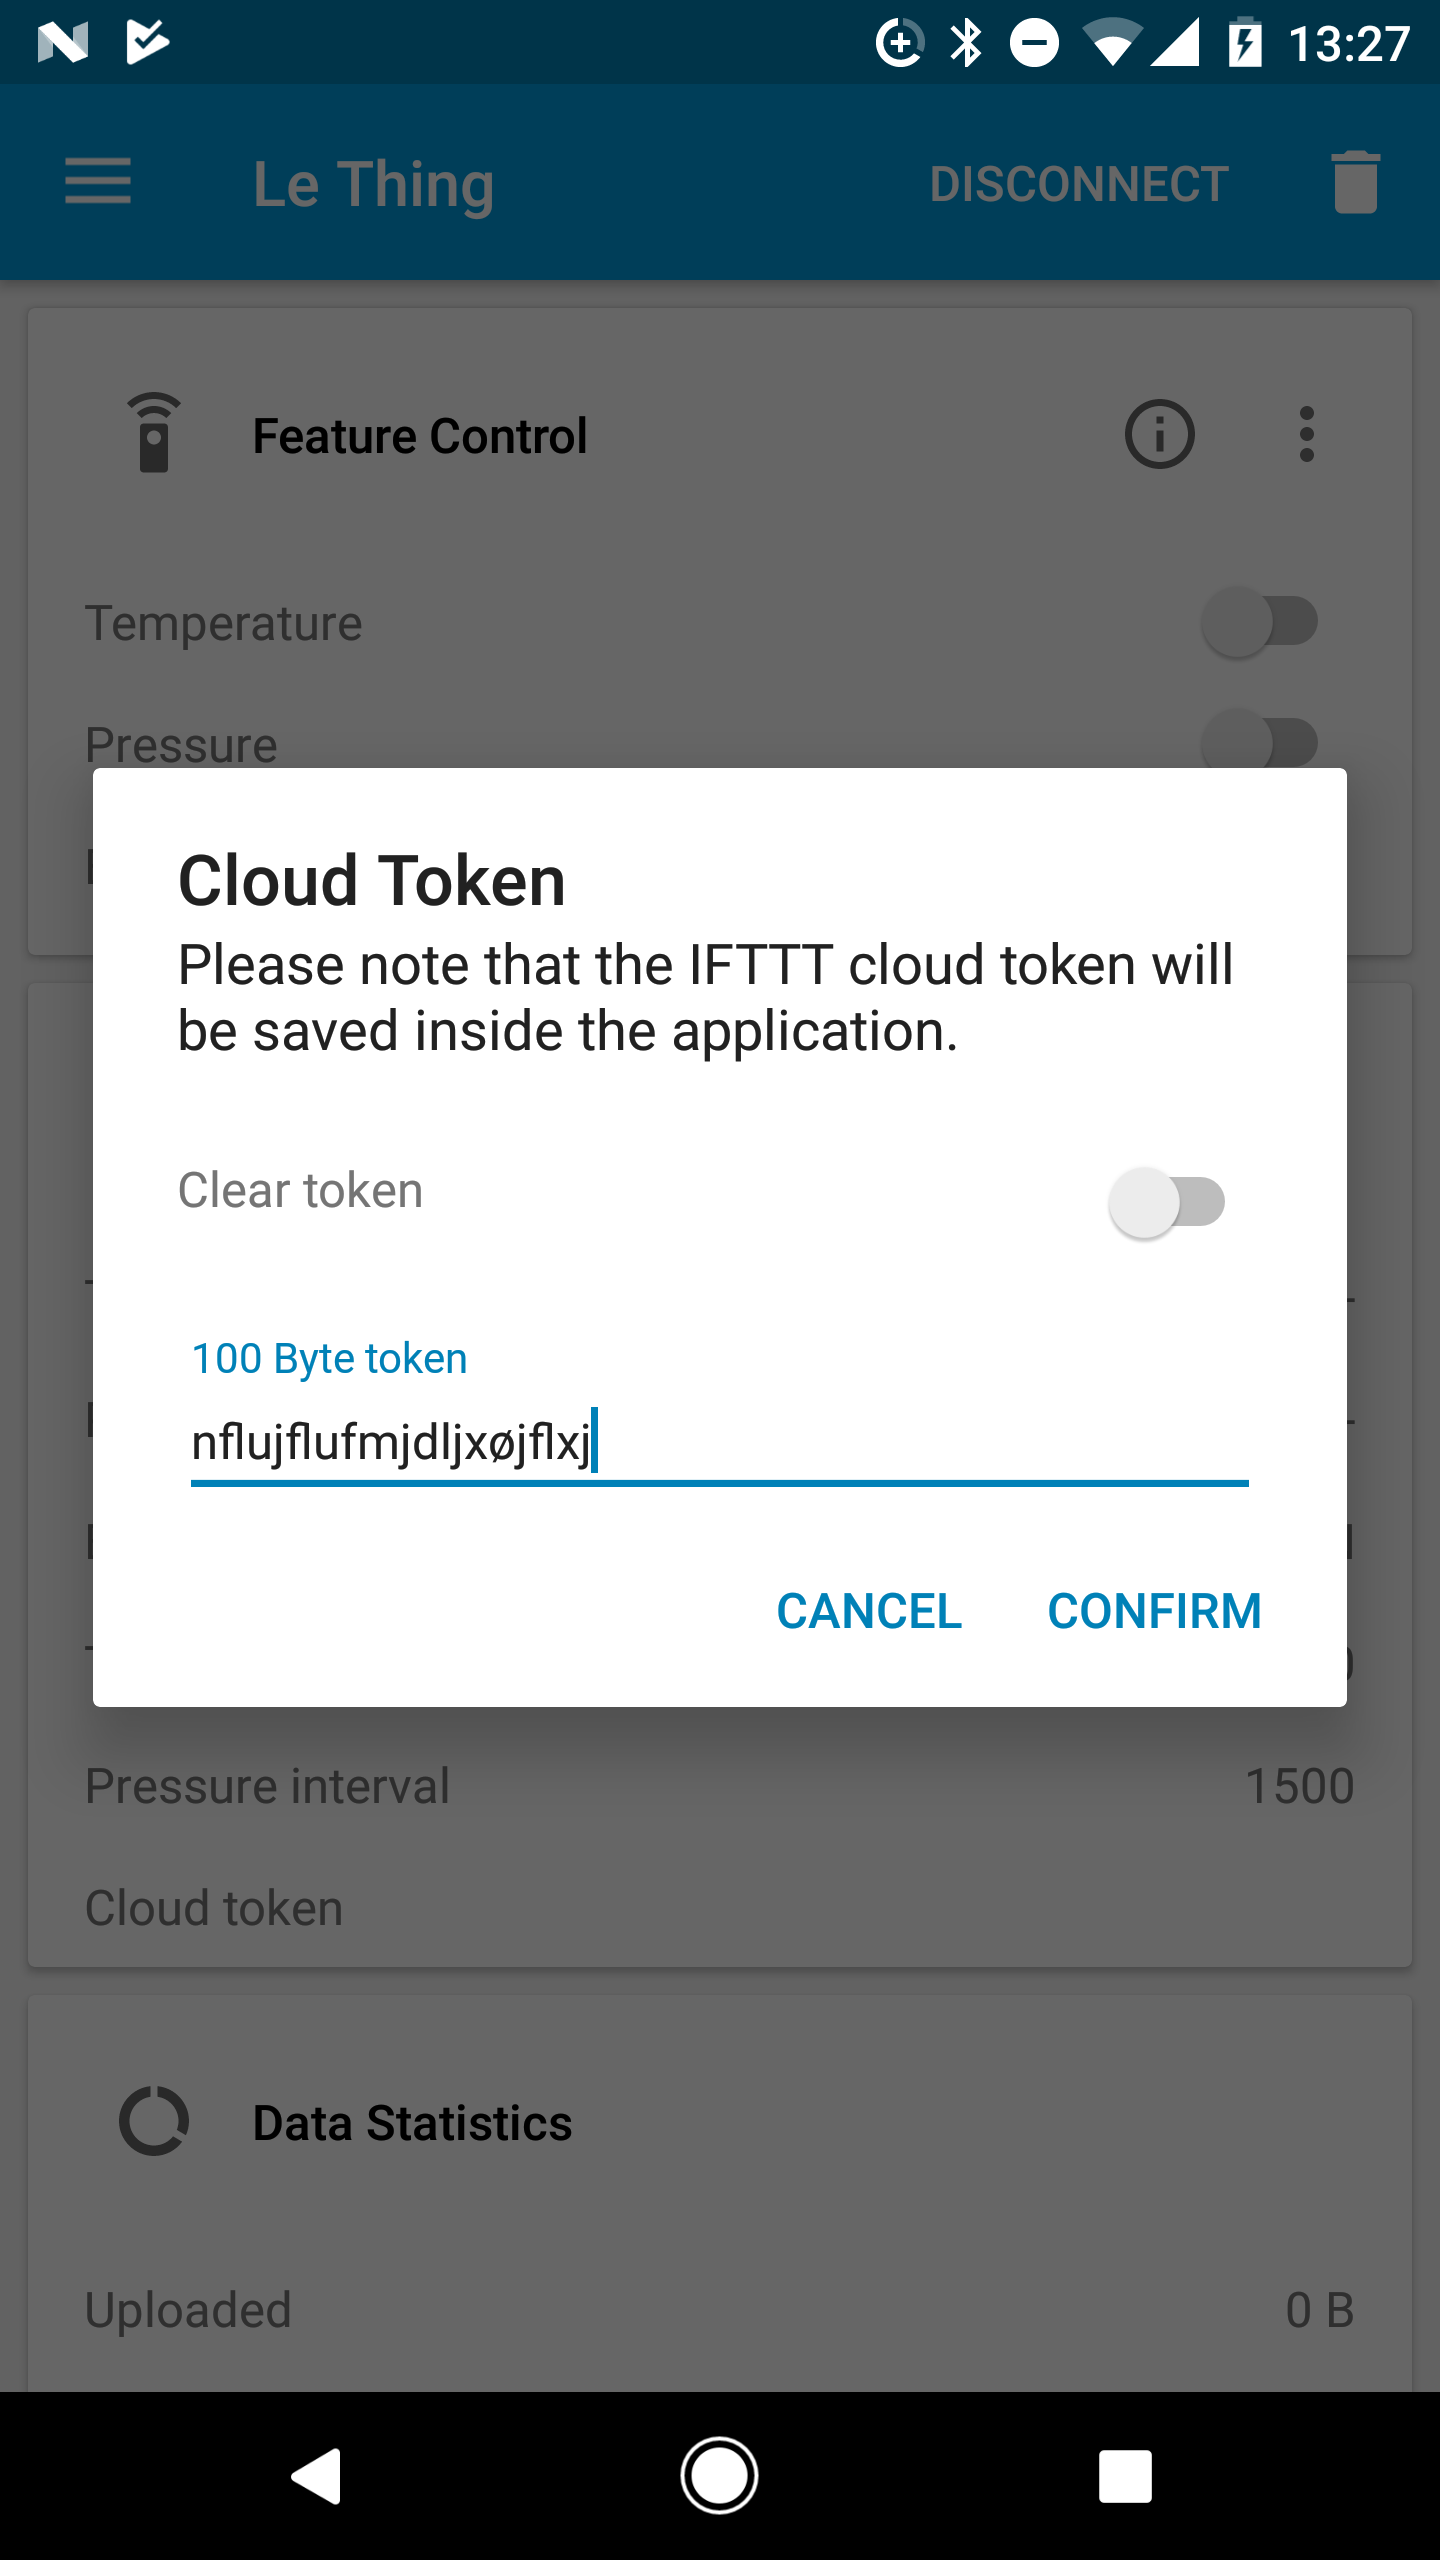 13:27
Le Thing
DISCONNECT
Feature Control
Temperature
Pressure
Cloud Token
Please note that the IFTTT cloud token will
be saved inside the application.
Clear token
100 Byte token
nflujflufmjdljxøjflxj
CANCEL CONFIRM
Pressure interval 1500
Cloud token
Data Statistics
Uploaded 0 B